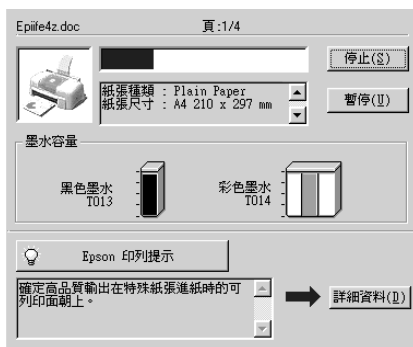 Epiife4z.doc 頁:1/4
停止(S)
紙張種類 : Plain Paper
紙張尺寸 : A4 210 x 297 mm
暫停(U)
墨水容量
黑色墨水
T013
彩色墨水
T014
Epson 印列提示
確定高品質輸出在特殊紙張進紙時的可
列印面朝上。
詳細資料(D)